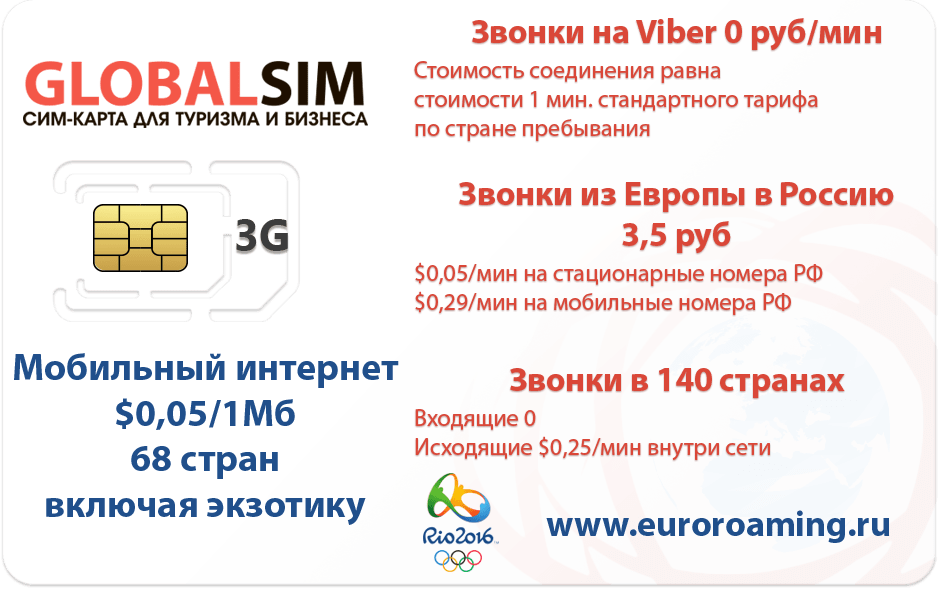 GLOBALSIM
СИМ-КАРТА ДЛЯ ТУРИЗМА И БИЗНЕСА
3G
Мобильный интернет
$0,05/1Мб
68 стран
включая экзотику
Звонки на Viber 0 руб/мин
Стоимость соединения равна
стоимости 1 мин. стандартного тарифа
по стране пребывания
Звонки из Европы в Россию
3,5 руб
$0,05/мин на стационарные номера РФ
$0,29/мин на мобильные номера РФ
Звонки в 140 странах
Входящие 0
Исходящие $0,25/мин внутри сети
Rio2016
www.euroroaming.ru